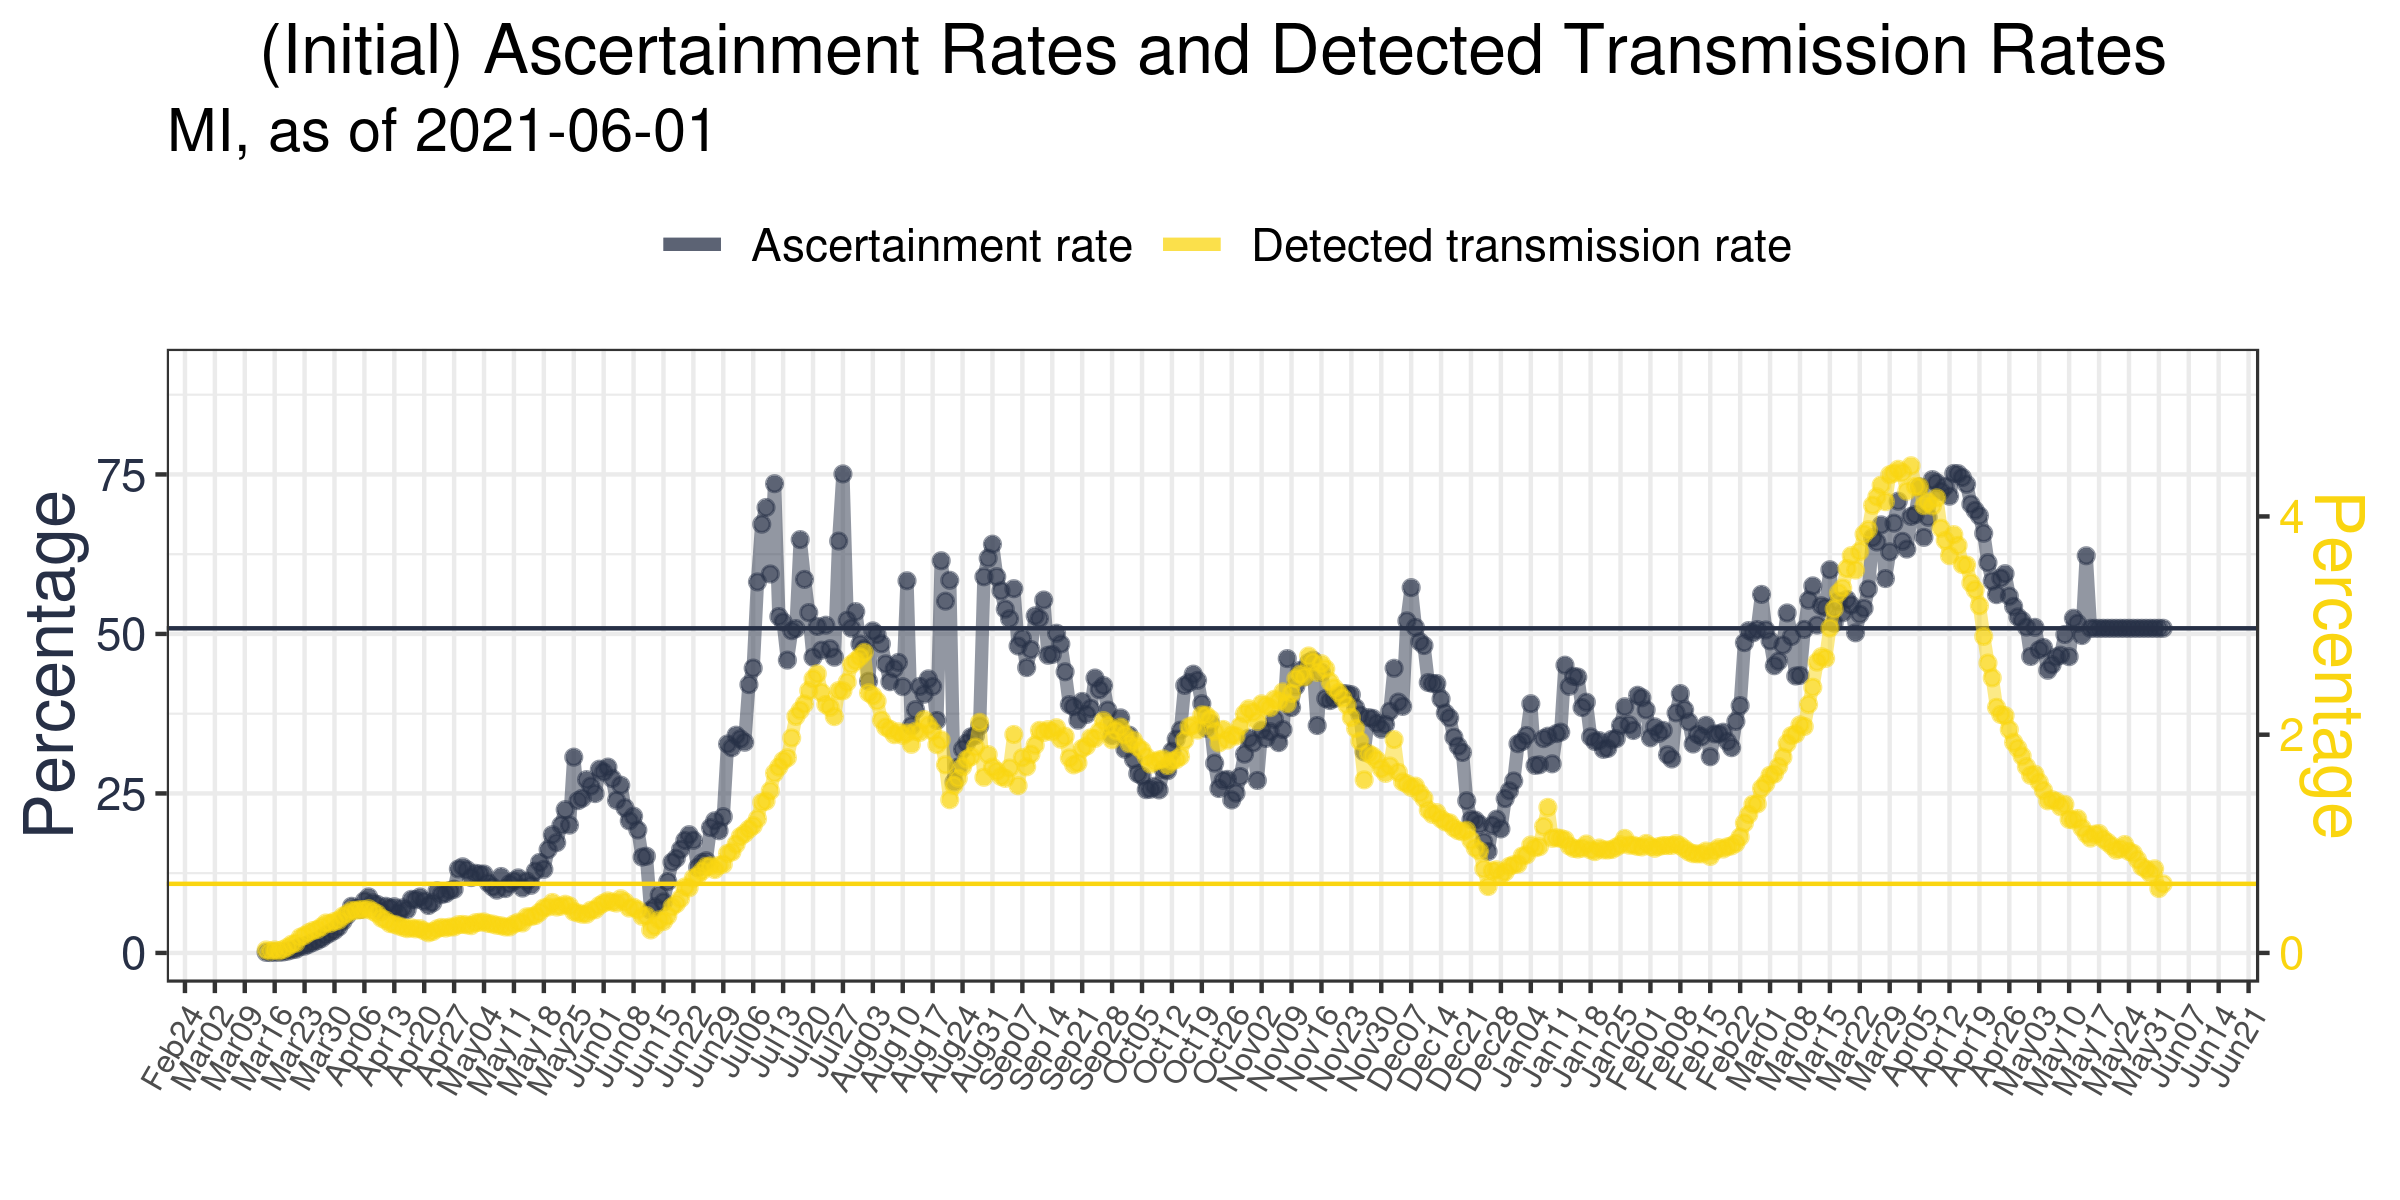 (Initial) Ascertainment Rates and Detected Transmission Rates
MI, as of 2021-06-01
Ascertainment rate
Detected transmission rate
Percentage
75
50
25
0
4
2
0
Percentage
Feb24
Mar02
Mar09
Mar16
Mar23
Mar30
Apr06
Apr13
Apr20
Apr27
May04
May11
May18
May25
Jun01
Jun08
Jun15
Jun22
Jun29
Jul06
Jul13
Jul20
Jul27
Aug03
Aug10
Aug17
Aug24
Aug31
Sep07
Sep14
Sep21
Sep28
Oct05
Oct12
Oct19
Oct26
Nov02
Nov09
Nov16
Nov23
Nov30
Dec07
Dec14
Dec21
Dec28
Jan04
Jan11
Jan18
Jan25
Feb01
Feb08
Feb15
Feb22
Mar01
Mar08
Mar15
Mar22
Mar29
Apr05
Apr12
Apr19
Apr26
May03
May10
May17
May24
May31
Jun07
Jun14
Jun21